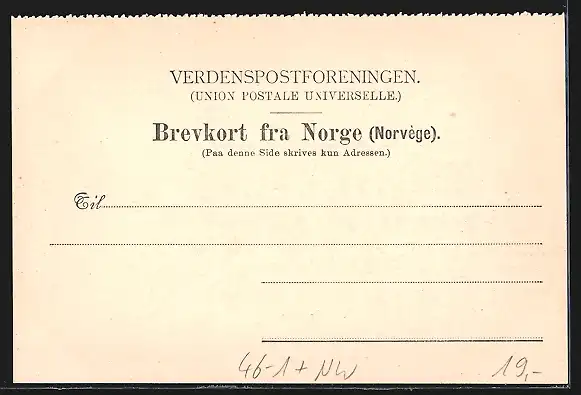 VERDENSPOSTFORENINGEN.
(UNION POSTALE UNIVERSELLE.)
Brevkort fra Norge (Norvège).
(Paa denne Side skrives kun Adressen.)
Til
46-1+NW
19,-